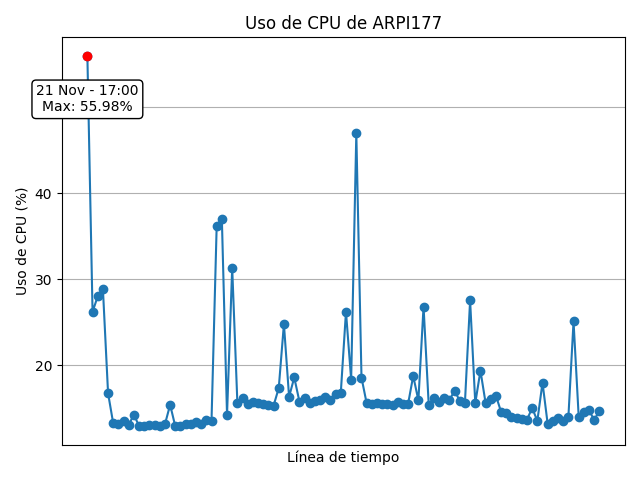 Uso de CPU de ARPI177
21 Nov - 17:00
Max: 55.98%
40
30
20
Uso de CPU (%)
Línea de tiempo